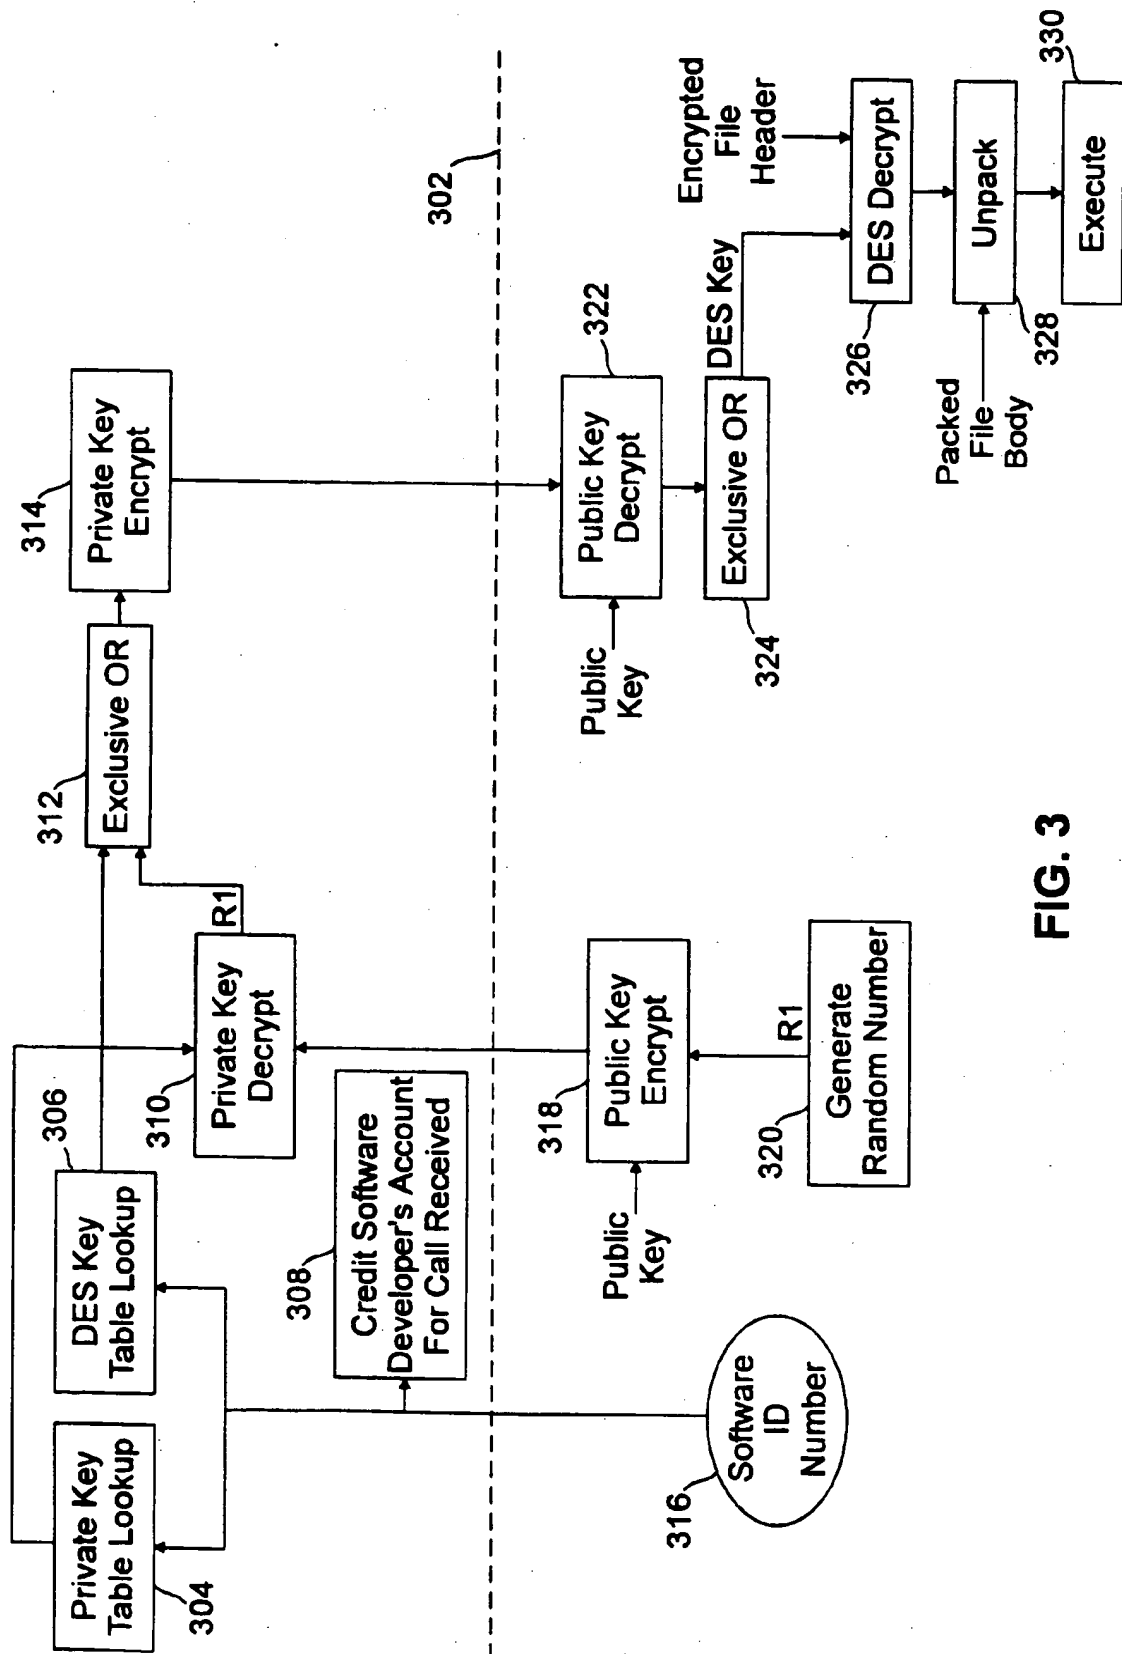 304
Private Key
Table Lookup
DES Key
Table Lookup
306
308
Credit Software
Developer's Account
For Call Received
310
Private Key
Decrypt
R1
312
Exclusive OR
314
Private Key
Encrypt
302
316
Software
ID
Number
Public
Key
318
Public Key
Encrypt
R1
320
Generate
Random Number
Public
Key
322
Public Key
Decrypt
324
Exclusive OR
DES Key
Encrypted
File
Header
326
DES Decrypt
Packed
File
Body
328
Unpack
330
Execute
FIG. 3